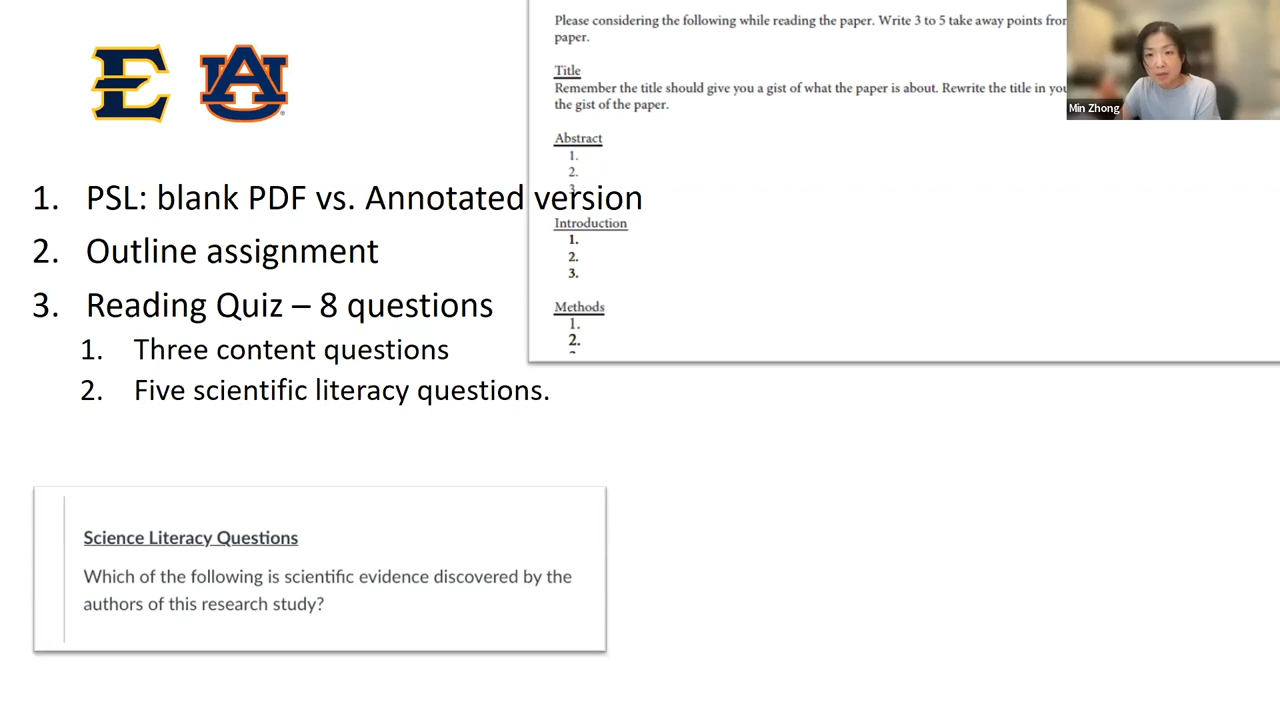 Please considering the following while reading the paper. Write 3 to 5 take away points from
paper.
Title
Remember the title should give you a gist of what the paper is about. Rewrite the title in
the gist of the paper.
Abstract
1.
2.
3.
Introduction
1.
2.
3.
Methods
1.
2.
Min Zhong
1. PSL: blank PDF vs. Annotated version
2. Outline assignment
3. Reading Quiz – 8 questions
1. Three content questions
2. Five scientific literacy questions.
Science Literacy Questions
Which of the following is scientific evidence discovered by the
authors of this research study?